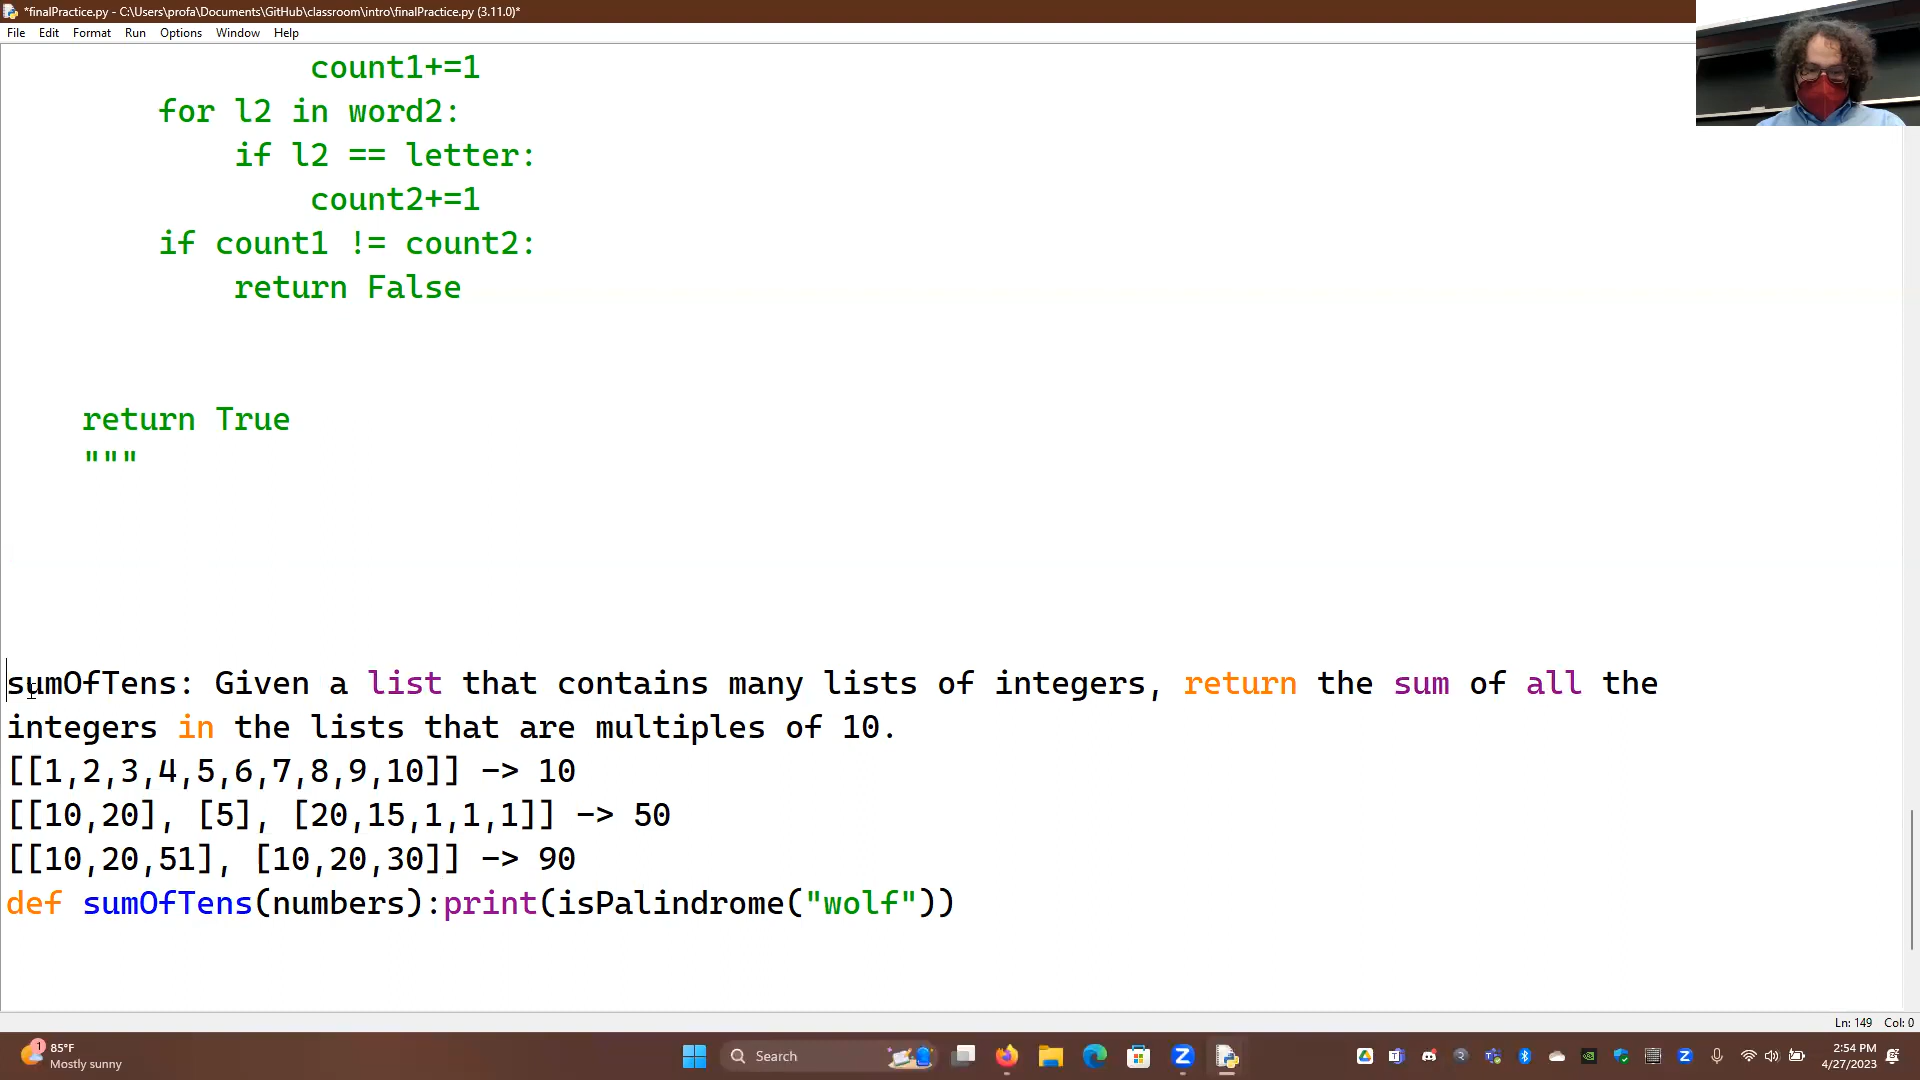 *finalPractice.py - C:\Users\profa\Documents\GitHub\classroom\intro\finalPractice.py (3.11.0)*
File Edit Format Run Options Window Help
count1+=1
for l2 in word2:
if l2 == letter:
count2+=1
if count1 != count2:
return False
return True
"""
sumOfTens: Given a list that contains many lists of integers, return the sum of all the
integers in the lists that are multiples of 10.
[[1,2,3,4,5,6,7,8,9,10]] -> 10
[[10,20], [5], [20,15,1,1,1]] -> 50
[[10,20,51], [10,20,30]] -> 90
def sumOfTens(numbers):print(isPalindrome("wolf"))
Ln: 149 Col: 0
1
85°F
Mostly sunny
Search
2:54 PM
4/27/2023